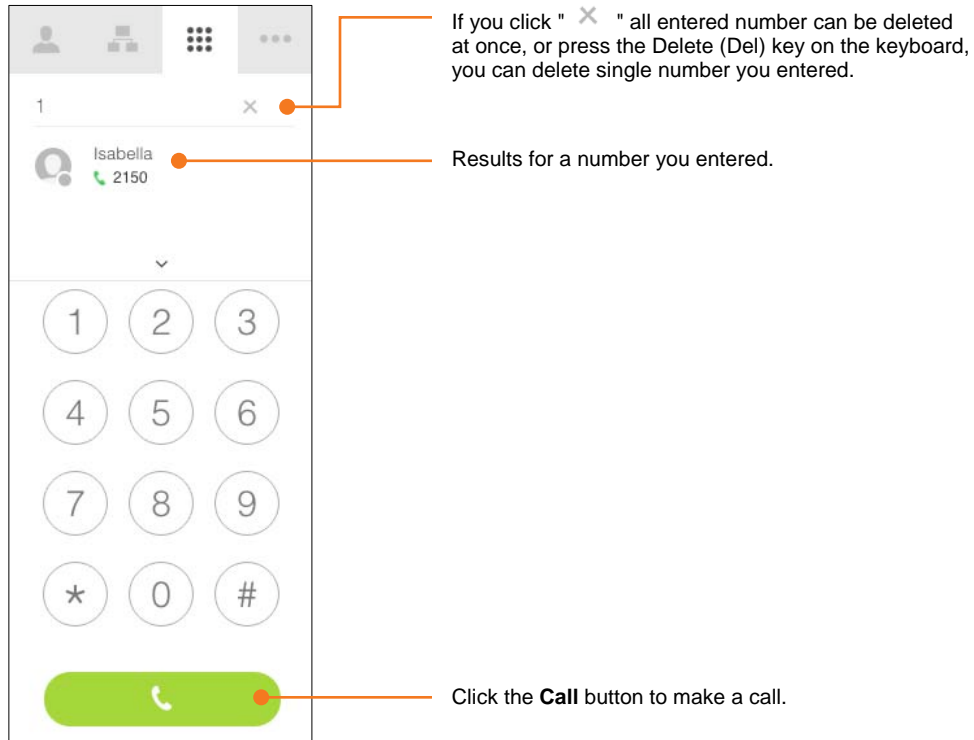 If you click " × " all entered number can be deleted
at once, or press the Delete (Del) key on the keyboard,
you can delete single number you entered.
1
Isabella
2150
Results for a number you entered.
1 2 3
4 5 6
7 8 9
* 0 #
Click the Call button to make a call.